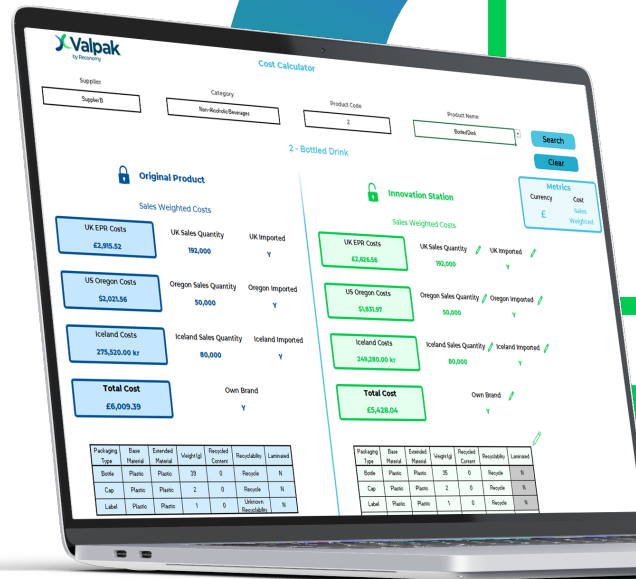 Valpak
by Reconomy
Cost Calculator
Supplier
Category
Product Code
Product Name
SupplierB
Non-Alcoholic Beverages
2
BottledDrink
Search
Clear
2 - Bottled Drink
Metrics
Currency Cost
£ Sales Weighted
Original Product
Sales Weighted Costs
UK EPR Costs UK Sales Quantity UK Imported
£2,915.52 192,000 Y
US Oregon Costs Oregon Sales Quantity Oregon Imported
$2,021.56 50,000 Y
Iceland Costs Iceland Sales Quantity Iceland Imported
275,520.00 kr 80,000 Y
Total Cost Own Brand
£6,009.39 Y
Packaging Type Base Material Extended Material Weight (g) Recycled Content Recyclability Laminated
Bottle Plastic Plastic 39 0 Recycle N
Cap Plastic Plastic 2 0 Recycle N
Label Plastic Plastic 1 0 Unknown Recyclability N
Innovation Station
Sales Weighted Costs
UK EPR Costs UK Sales Quantity UK Imported
£2,626.56 192,000 Y
US Oregon Costs Oregon Sales Quantity Oregon Imported
$1,831.97 50,000 Y
Iceland Costs Iceland Sales Quantity Iceland Imported
249,280.00 kr 80,000 Y
Total Cost Own Brand
£5,428.04 Y
Packaging Type Base Material Extended Material Weight (g) Recycled Content Recyclability Laminated
Bottle Plastic Plastic 35 0 Recycle N
Cap Plastic Plastic 2 0 Recycle N
Label Plastic Plastic 1 0 Recycle N